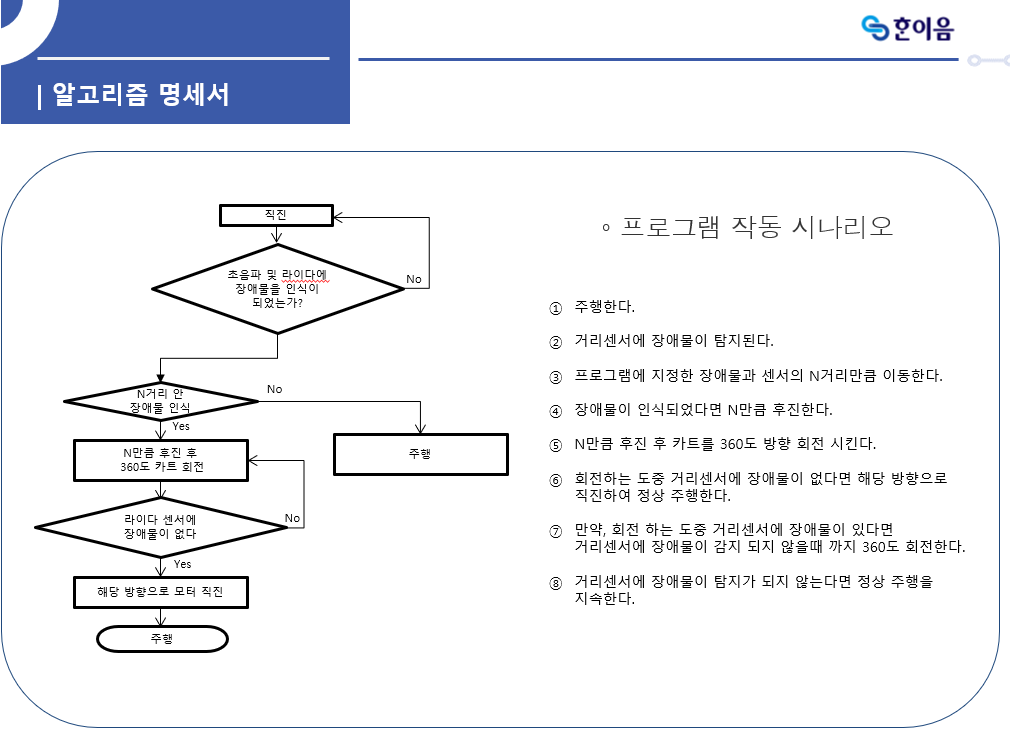 한이음
| 알고리즘 명세서
직진
초음파 및 라이다에
장애물을 인식이
되었는가?
No
N거리 안
장애물 인식
No
Yes
N만큼 후진 후
360도 카트 회전
주행
라이다 센서에
장애물이 없다
No
Yes
해당 방향으로 모터 직진
주행
◦ 프로그램 작동 시나리오
① 주행한다.
② 거리센서에 장애물이 탐지된다.
③ 프로그램에 지정한 장애물과 센서의 N거리만큼 이동한다.
④ 장애물이 인식되었다면 N만큼 후진한다.
⑤ N만큼 후진 후 카트를 360도 방향 회전 시킨다.
⑥ 회전하는 도중 거리센서에 장애물이 없다면 해당 방향으로
직진하여 정상 주행한다.
⑦ 만약, 회전 하는 도중 거리센서에 장애물이 있다면
거리센서에 장애물이 감지 되지 않을때 까지 360도 회전한다.
⑧ 거리센서에 장애물이 탐지가 되지 않는다면 정상 주행을
지속한다.